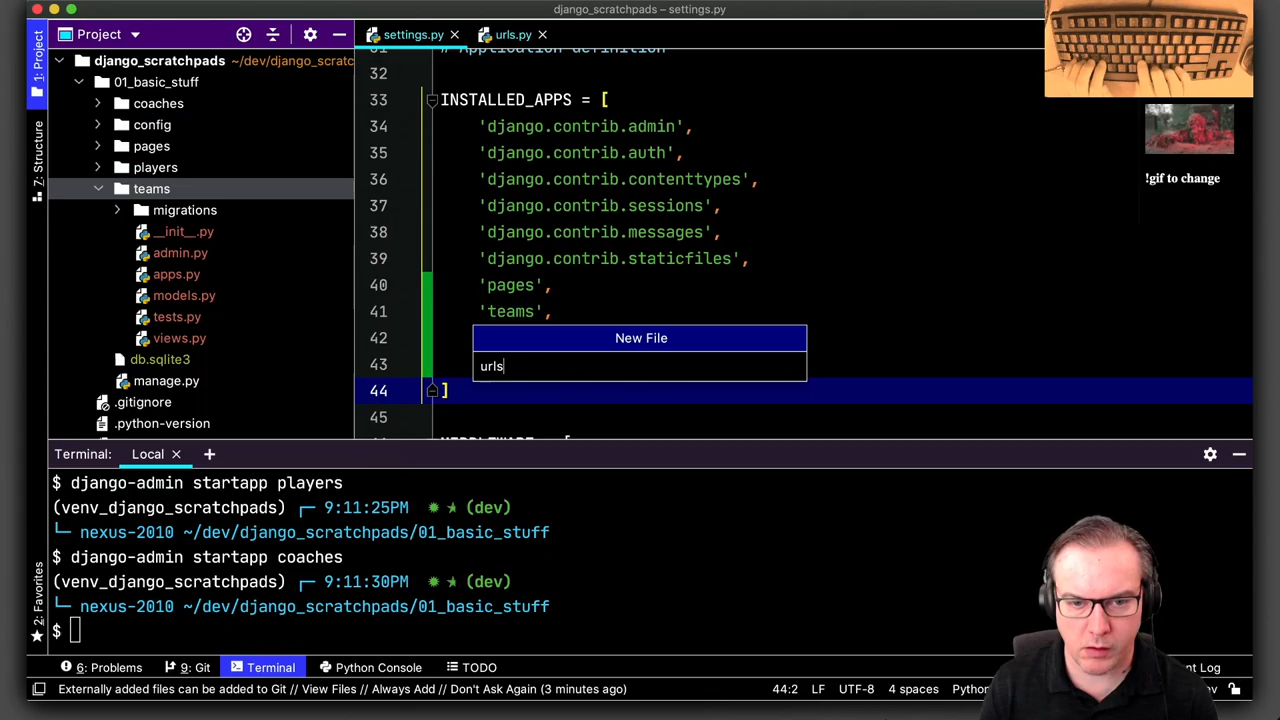 django_scratchpads – settings.py
Project
settings.py
urls.py
1: Project
django_scratchpads ~/dev/django_scratc
01_basic_stuff
coaches
config
pages
players
teams
migrations
__init__.py
admin.py
apps.py
models.py
tests.py
views.py
db.sqlite3
manage.py
.gitignore
.python-version
7: Structure
2: Favorites
# Application definition
32
33 INSTALLED_APPS = [
34 'django.contrib.admin',
35 'django.contrib.auth',
36 'django.contrib.contenttypes',
37 'django.contrib.sessions',
38 'django.contrib.messages',
39 'django.contrib.staticfiles',
40 'pages',
41 'teams',
42
43
44 ]
45
New File
urls
!gif to change
Terminal: Local +
$ django-admin startapp players
(venv_django_scratchpads) 9:11:25PM (dev)
nexus-2010 ~/dev/django_scratchpads/01_basic_stuff
$ django-admin startapp coaches
(venv_django_scratchpads) 9:11:30PM (dev)
nexus-2010 ~/dev/django_scratchpads/01_basic_stuff
$
6: Problems 9: Git Terminal Python Console TODO nt Log
Externally added files can be added to Git // View Files // Always Add // Don't Ask Again (3 minutes ago) 44:2 LF UTF-8 4 spaces Python